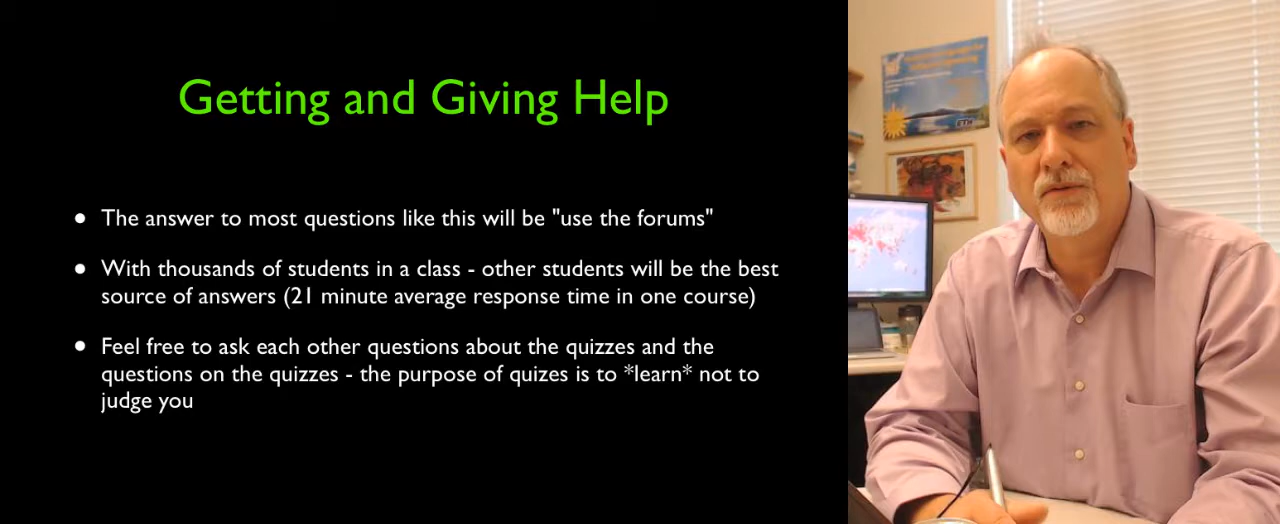 Getting and Giving Help
• The answer to most questions like this will be "use the forums"
• With thousands of students in a class - other students will be the best
source of answers (21 minute average response time in one course)
• Feel free to ask each other questions about the quizzes and the
questions on the quizzes - the purpose of quizes is to *learn* not to
judge you